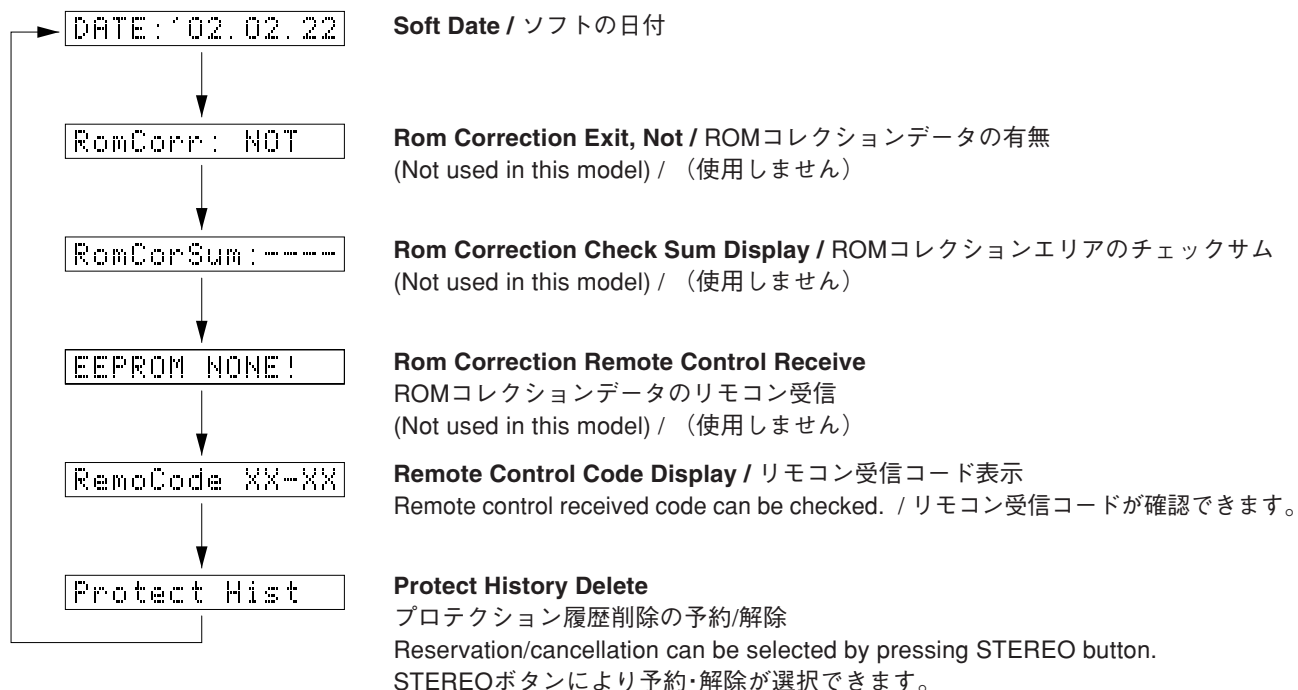 DATE:'02.02.22 Soft Date / ソフトの日付
RomCorr: NOT Rom Correction Exit, Not / ROMコレクションデータの有無
(Not used in this model) / （使用しません）
RomCorSum:---- Rom Correction Check Sum Display / ROMコレクションエリアのチェックサム
(Not used in this model) / （使用しません）
EEPROM NONE! Rom Correction Remote Control Receive
ROMコレクションデータのリモコン受信
(Not used in this model) / （使用しません）
RemoCode XX-XX Remote Control Code Display / リモコン受信コード表示
Remote control received code can be checked. / リモコン受信コードが確認できます。
Protect Hist Protect History Delete
プロテクション履歴削除の予約/解除
Reservation/cancellation can be selected by pressing STEREO button.
STEREOボタンにより予約･解除が選択できます。